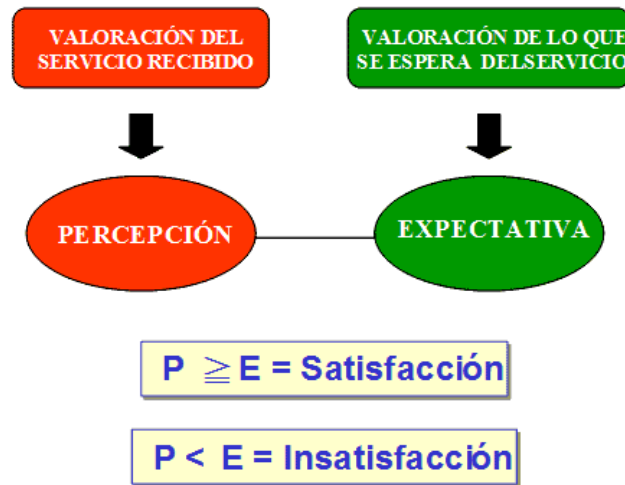 VALORACIÓN DEL
SERVICIO RECIBIDO
VALORACIÓN DE LO QUE
SE ESPERA DELSERVICIO
PERCEPCIÓN
EXPECTATIVA
P ≧ E = Satisfacción
P < E = Insatisfacción